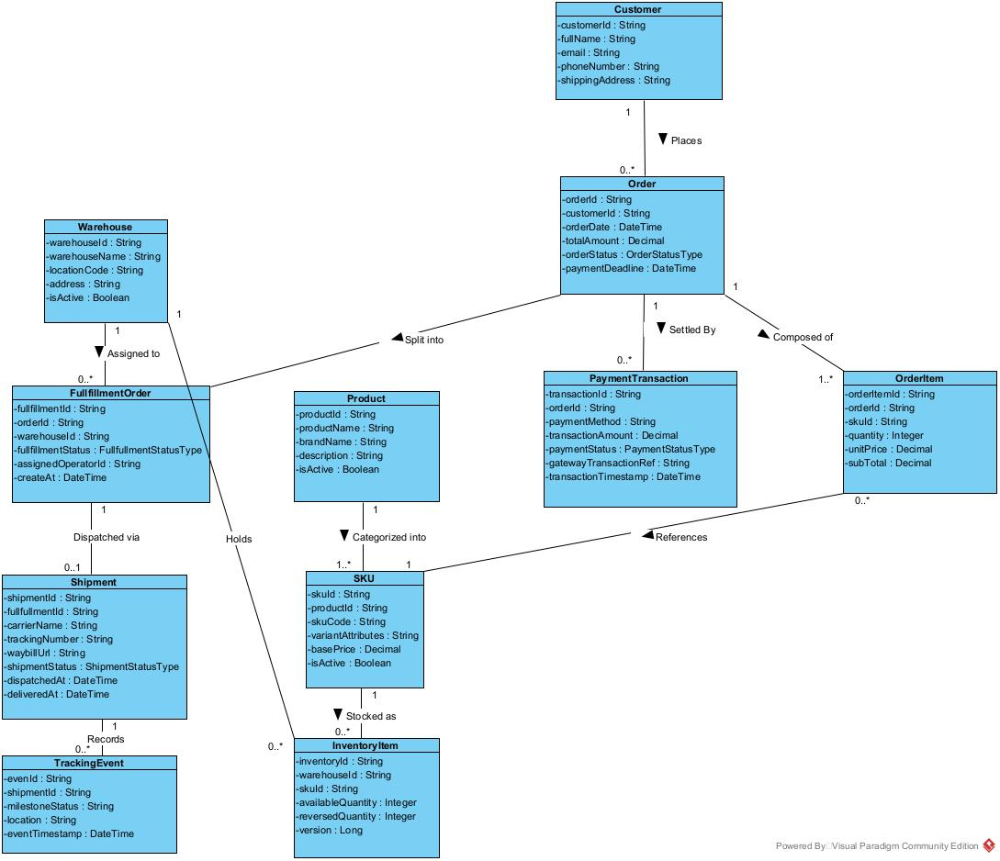 Customer
-customerId : String
-fullName : String
-email : String
-phoneNumber : String
-shippingAddress : String
1
Places
0..*
Order
-orderId : String
-customerId : String
-orderDate : DateTime
-totalAmount : Decimal
-orderStatus : OrderStatusType
-paymentDeadline : DateTime
Warehouse
-warehouseId : String
-warehouseName : String
-locationCode : String
-address : String
-isActive : Boolean
1
1
Assigned to
0..*
Split into
1
Settled By
0..*
1
Composed of
1..*
FullfillmentOrder
-fullfillmentId : String
-orderId : String
-warehouseId : String
-fullfillmentStatus : FullfullmentStatusType
-assignedOperatorId : String
-createAt : DateTime
Product
-productId : String
-productName : String
-brandName : String
-description : String
-isActive : Boolean
PaymentTransaction
-transactionId : String
-orderId : String
-paymentMethod : String
-transactionAmount : Decimal
-paymentStatus : PaymentStatusType
-gatewayTransactionRef : String
-transactionTimestamp : DateTime
OrderItem
-orderItemId : String
-orderId : String
-skuId : String
-quantity : Integer
-unitPrice : Decimal
-subTotal : Decimal
1
Dispatched via
0..1
Holds
1
Categorized into
1..*
1
References
0..*
Shipment
-shipmentId : String
-fullfullmentId : String
-carrierName : String
-trackingNumber : String
-waybillUrl : String
-shipmentStatus : ShipmentStatusType
-dispatchedAt : DateTime
-deliveredAt : DateTime
SKU
-skuId : String
-productId : String
-skuCode : String
-variantAttributes : String
-basePrice : Decimal
-isActive : Boolean
1
Records
0..*
1
Stocked as
0..*
0..*
TrackingEvent
-evenId : String
-shipmentId : String
-milestoneStatus : String
-location : String
-eventTimestamp : DateTime
InventoryItem
-inventoryId : String
-warehouseId : String
-skuId : String
-availableQuantity : Integer
-reversedQuantity : Integer
-version : Long
Powered By Visual Paradigm Community Edition